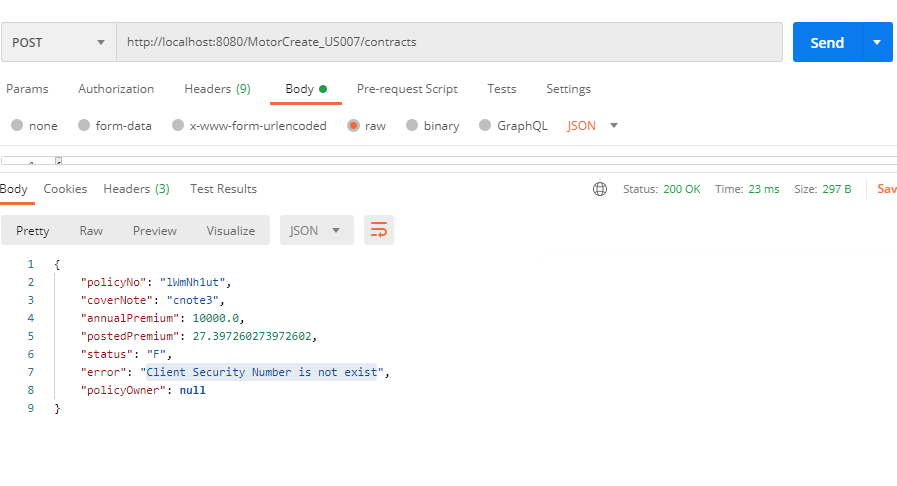 POST http://localhost:8080/MotorCreate_US007/contracts Send
Params Authorization Headers (9) Body Pre-request Script Tests Settings
none form-data x-www-form-urlencoded raw binary GraphQL JSON
Body Cookies Headers (3) Test Results Status: 200 OK Time: 23 ms Size: 297 B Sav
Pretty Raw Preview Visualize JSON
1 {
2 "policyNo": "lWmNh1ut",
3 "coverNote": "cnote3",
4 "annualPremium": 10000.0,
5 "postedPremium": 27.397260273972602,
6 "status": "F",
7 "error": "Client Security Number is not exist",
8 "policyOwner": null
9 }